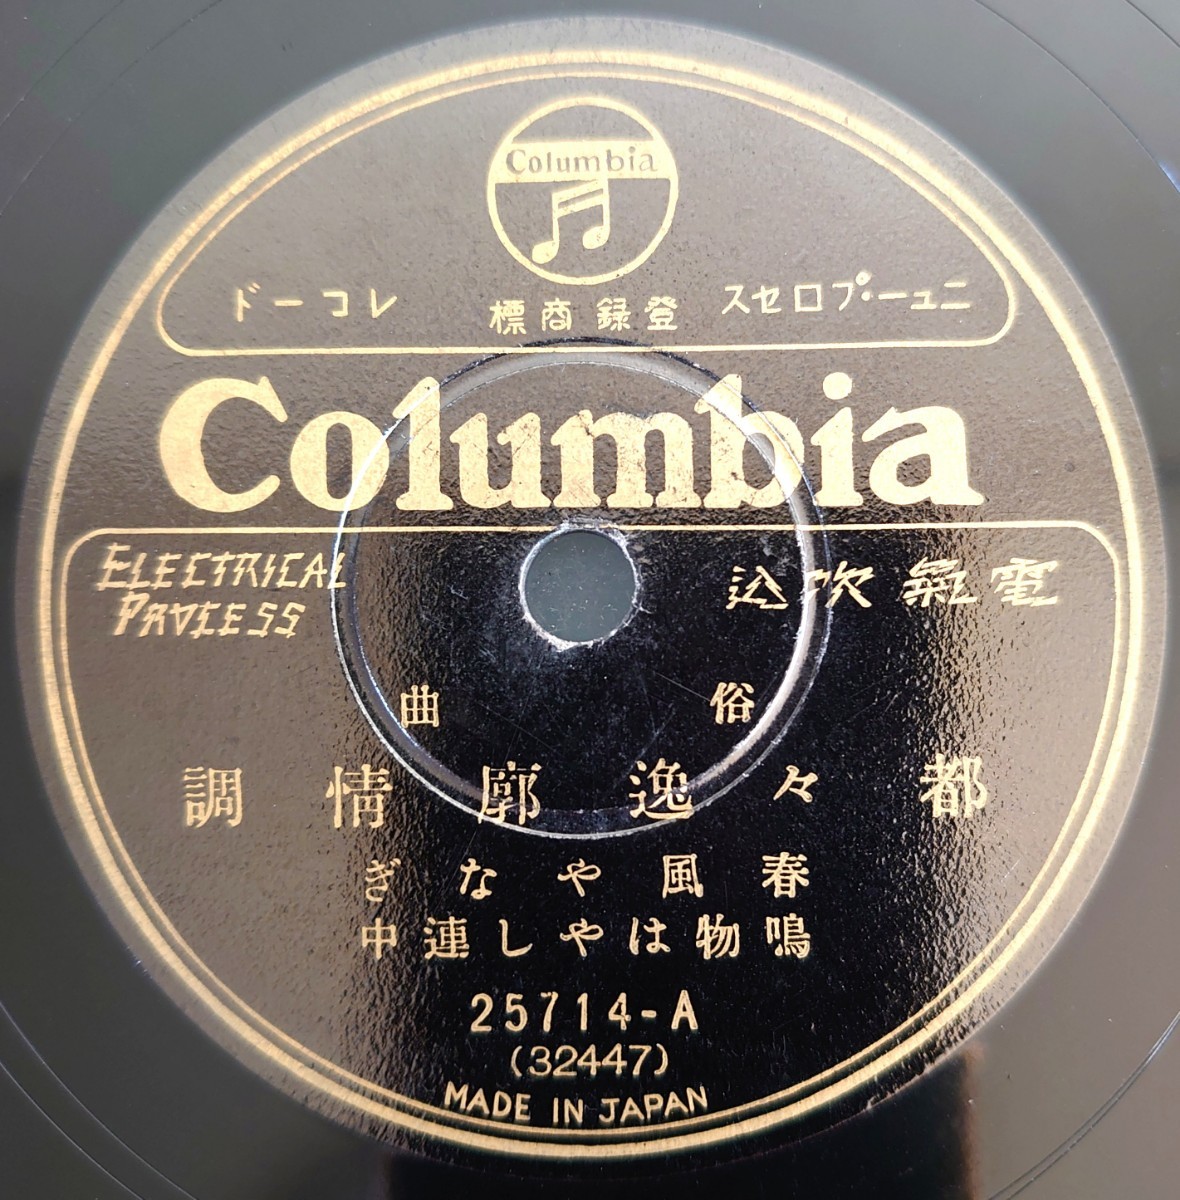 Columbia
ニュー・プロセス 登録商標 レコード
Columbia
ELECTRICAL
PROCESS
電氣吹込
俗曲
都々逸廓情調
春風やなぎ
鳴物はやし連中
25714-A
(32447)
MADE IN JAPAN